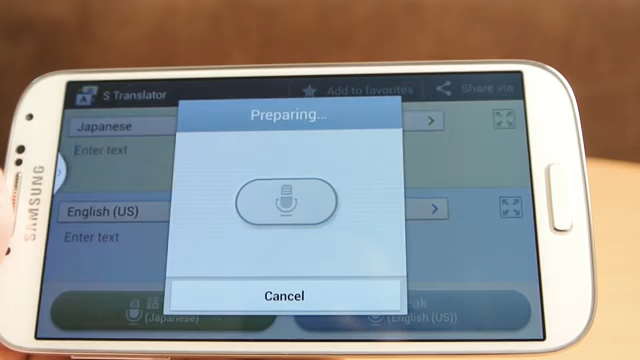 S Translator
Add to favorites
Share via
Preparing...
Japanese
Enter text
SAMSUNG
English (US)
Enter text
Cancel
(Japanese)
(English (US))